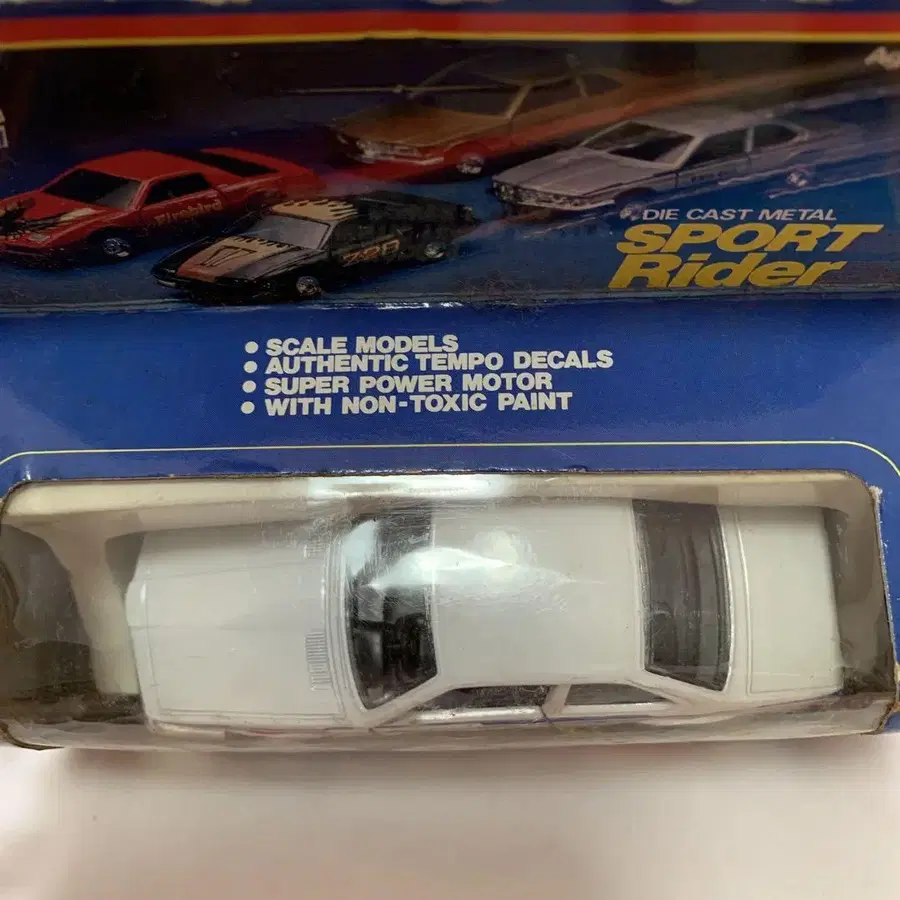 Firebird
Z28
DIE CAST METAL
SPORT
Rider
• SCALE MODELS
• AUTHENTIC TEMPO DECALS
• SUPER POWER MOTOR
• WITH NON-TOXIC PAINT